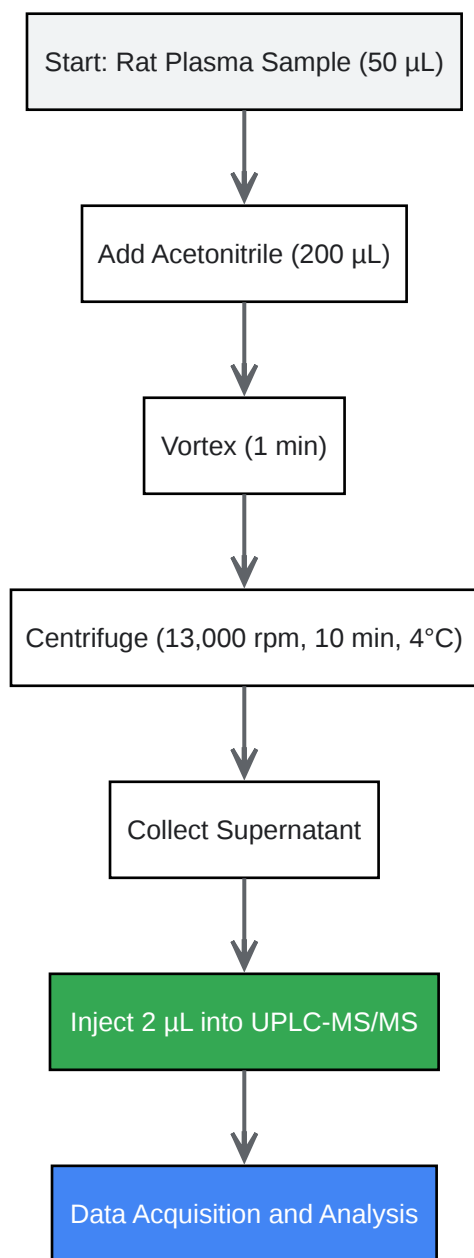 Start: Rat Plasma Sample (50 µL)
Add Acetonitrile (200 µL)
Vortex (1 min)
Centrifuge (13,000 rpm, 10 min, 4°C)
Collect Supernatant
Inject 2 µL into UPLC-MS/MS
Data Acquisition and Analysis